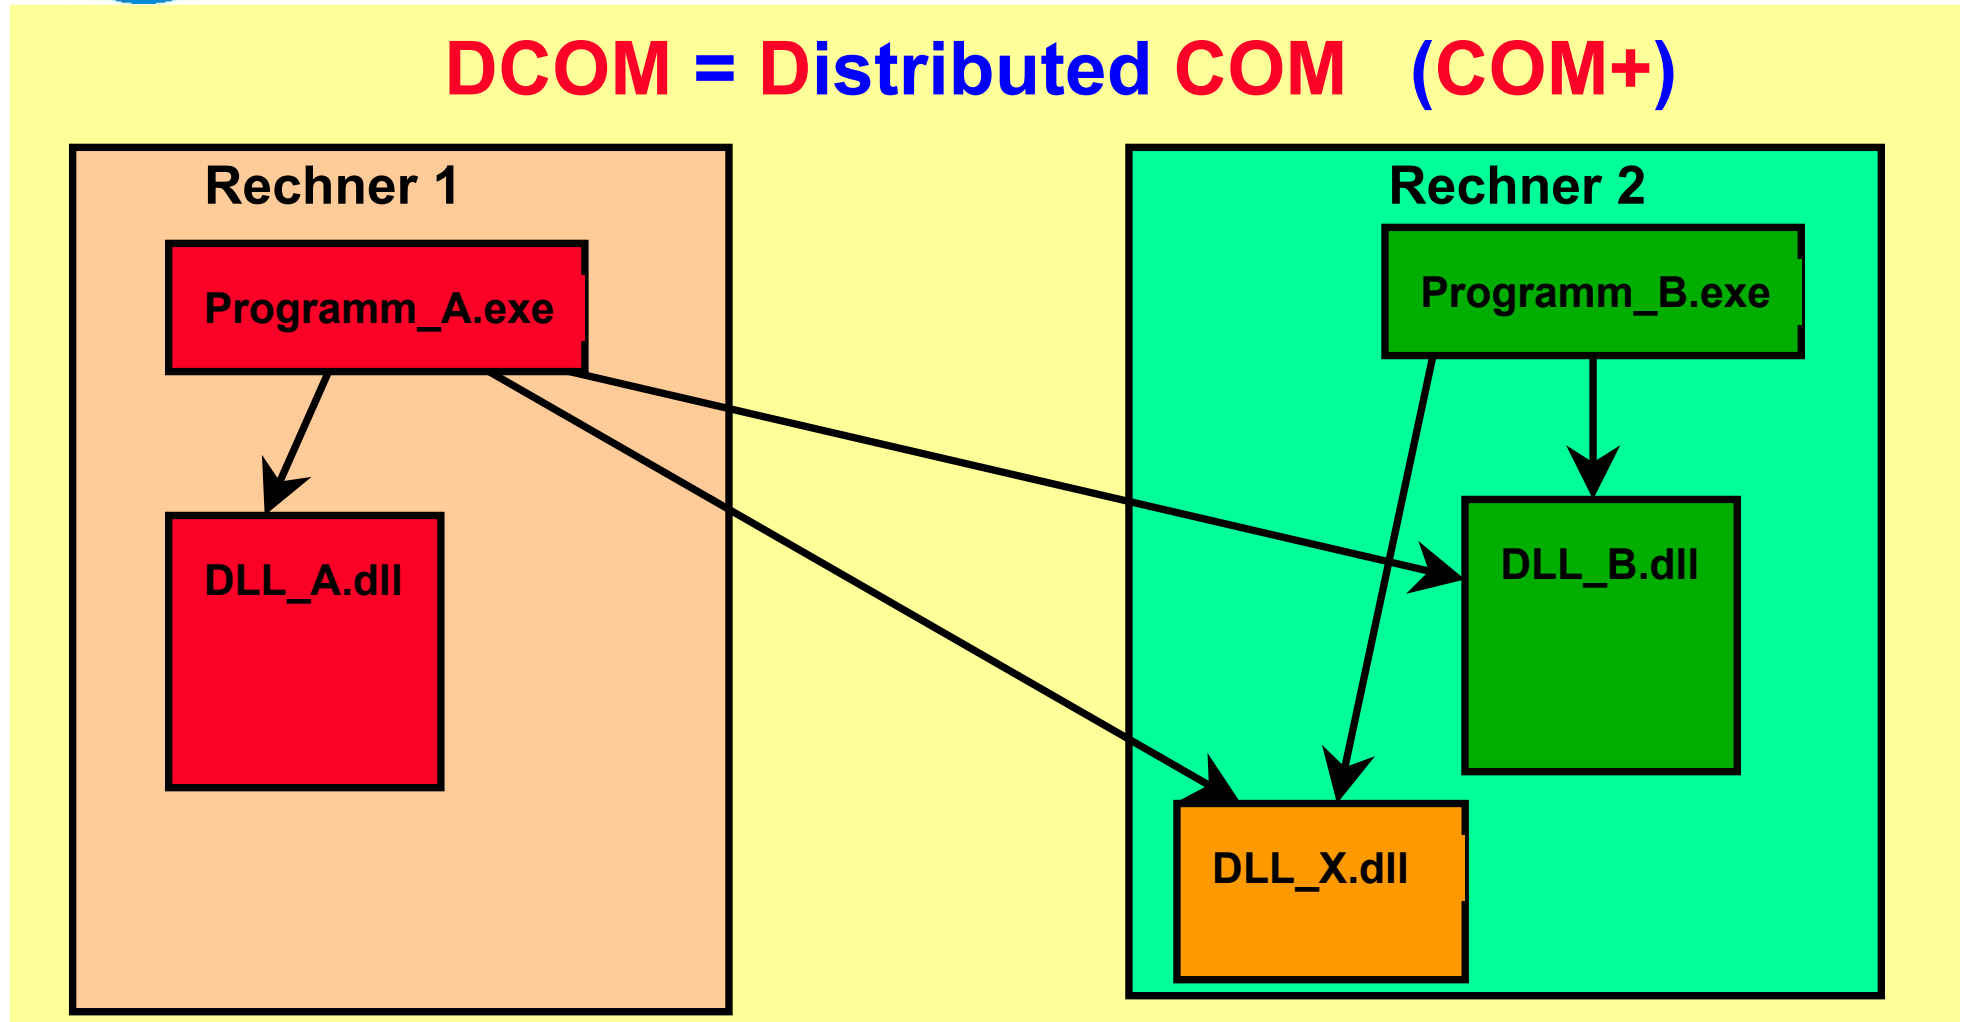 DCOM = Distributed COM (COM+)
Rechner 1
Programm_A.exe
DLL_A.dll
Rechner 2
Programm_B.exe
DLL_B.dll
DLL_X.dll